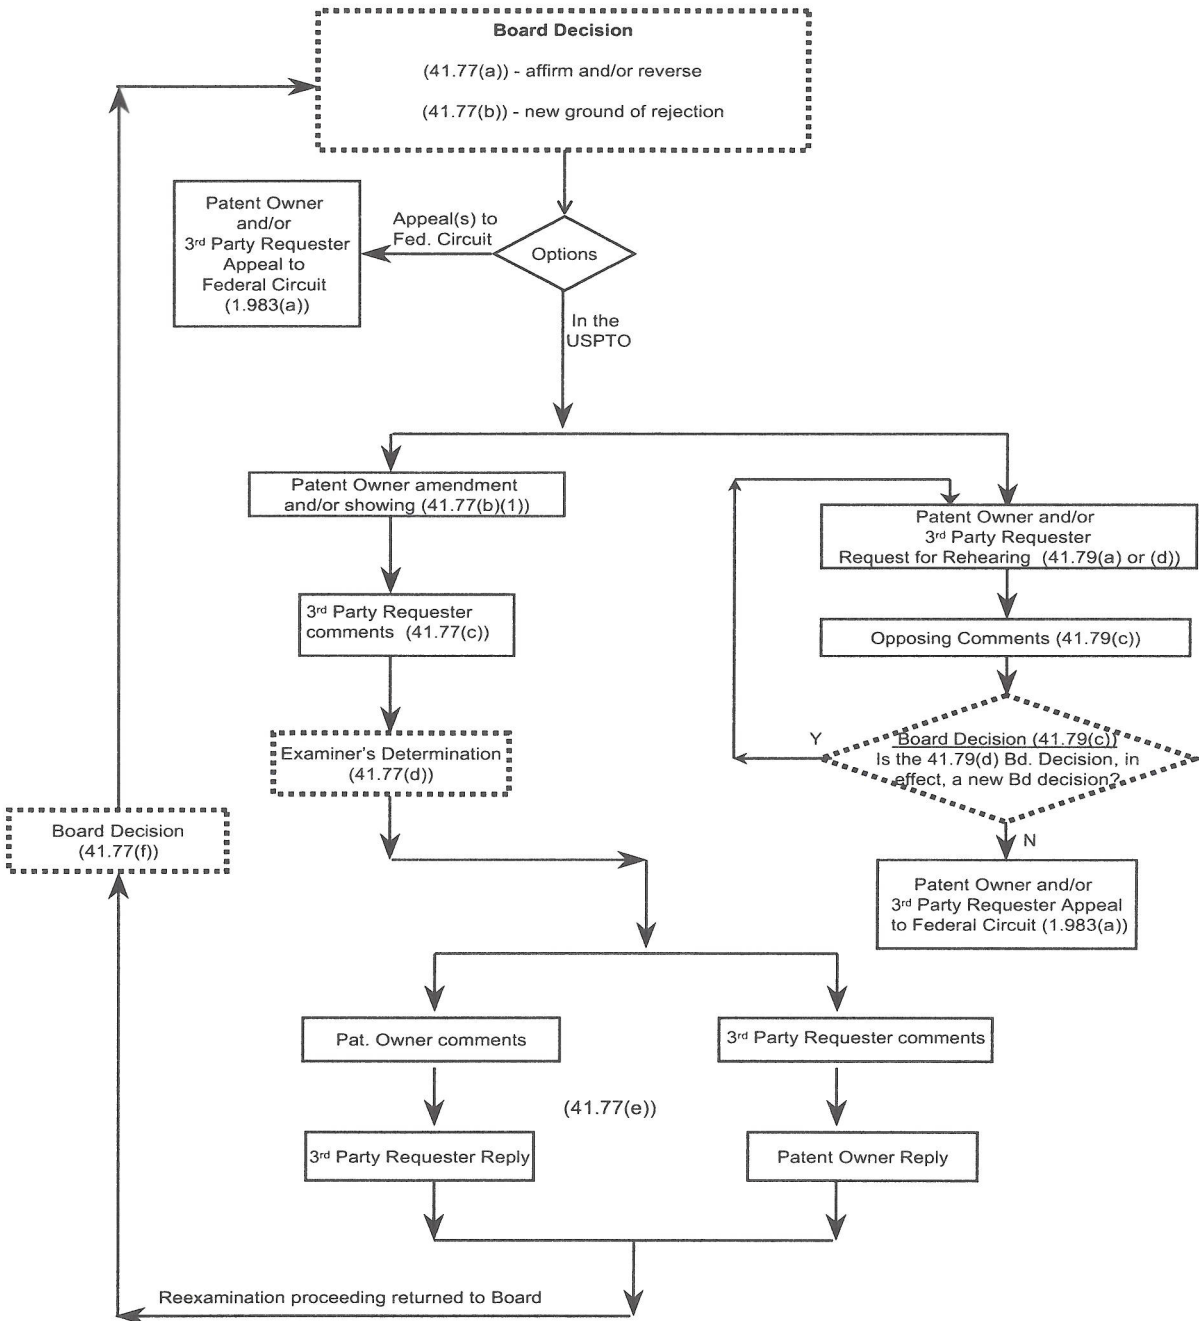 Board Decision
(41.77(a)) - affirm and/or reverse
(41.77(b)) - new ground of rejection
Patent Owner
and/or
3rd Party Requester
Appeal to
Federal Circuit
(1.983(a))
Appeal(s) to
Fed. Circuit
Options
In the
USPTO
Patent Owner amendment
and/or showing (41.77(b)(1))
3rd Party Requester
comments (41.77(c))
Examiner's Determination
(41.77(d))
Patent Owner and/or
3rd Party Requester
Request for Rehearing (41.79(a) or (d))
Opposing Comments (41.79(c))
Y
Board Decision (41.79(c))
Is the 41.79(d) Bd. Decision, in
effect, a new Bd decision?
N
Patent Owner and/or
3rd Party Requester Appeal
to Federal Circuit (1.983(a))
Board Decision
(41.77(f))
Pat. Owner comments
3rd Party Requester comments
(41.77(e))
3rd Party Requester Reply
Patent Owner Reply
Reexamination proceeding returned to Board